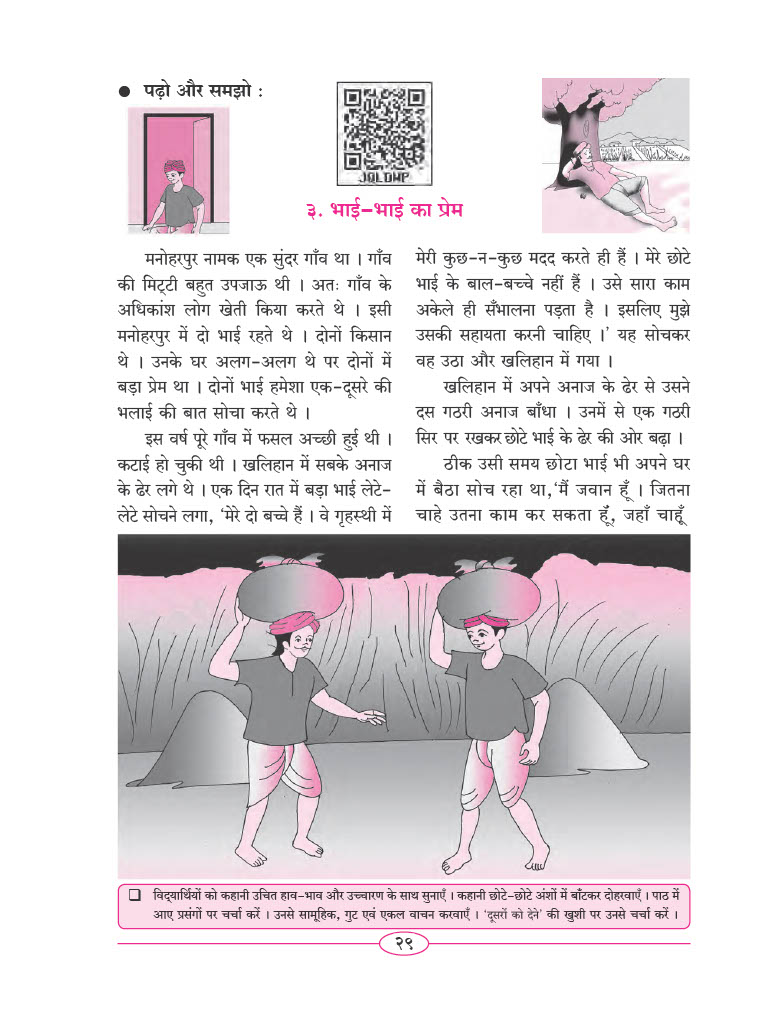 ● पढ़ो और समझो :
JQLDWP
३. भाई-भाई का प्रेम
मनोहरपुर नामक एक सुंदर गाँव था । गाँव
की मिट्टी बहुत उपजाऊ थी । अतः गाँव के
अधिकांश लोग खेती किया करते थे । इसी
मनोहरपुर में दो भाई रहते थे । दोनों किसान
थे । उनके घर अलग-अलग थे पर दोनों में
बड़ा प्रेम था । दोनों भाई हमेशा एक-दूसरे की
भलाई की बात सोचा करते थे ।
इस वर्ष पूरे गाँव में फसल अच्छी हुई थी ।
कटाई हो चुकी थी । खलिहान में सबके अनाज
के ढेर लगे थे । एक दिन रात में बड़ा भाई लेटे-
लेटे सोचने लगा, ‘मेरे दो बच्चे हैं । वे गृहस्थी में
मेरी कुछ-न-कुछ मदद करते ही हैं । मेरे छोटे
भाई के बाल-बच्चे नहीं हैं । उसे सारा काम
अकेले ही सँभालना पड़ता है । इसलिए मुझे
उसकी सहायता करनी चाहिए ।’ यह सोचकर
वह उठा और खलिहान में गया ।
खलिहान में अपने अनाज के ढेर से उसने
दस गठरी अनाज बाँधा । उनमें से एक गठरी
सिर पर रखकर छोटे भाई के ढेर की ओर बढ़ा ।
ठीक उसी समय छोटा भाई भी अपने घर
में बैठा सोच रहा था,‘मैं जवान हूँ । जितना
चाहे उतना काम कर सकता हूँ, जहाँ चाहूँ
❑ विद्यार्थियों को कहानी उचित हाव-भाव और उच्चारण के साथ सुनाएँ । कहानी छोटे-छोटे अंशों में बाँटकर दोहरवाएँ । पाठ में
आए प्रसंगों पर चर्चा करें । उनसे सामूहिक, गुट एवं एकल वाचन करवाएँ । ‘दूसरों को देने’ की खुशी पर उनसे चर्चा करें ।
२९